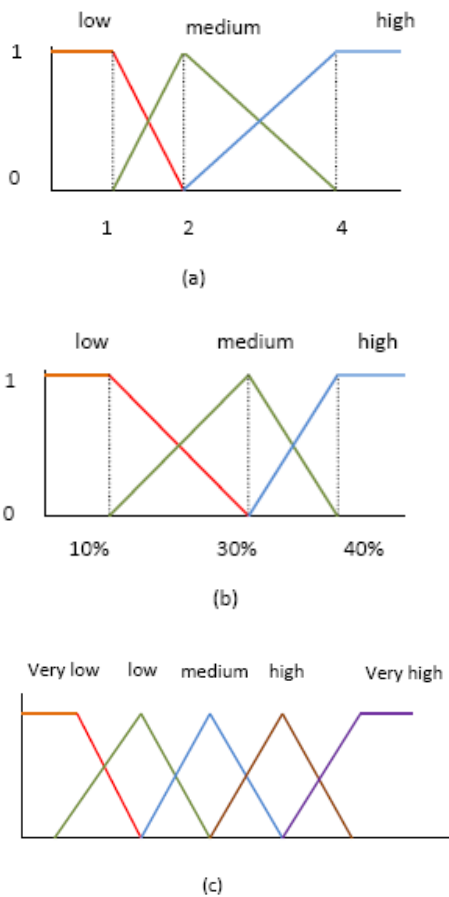 low medium high
1
0
1 2 4
(a)
low medium high
1
0
10% 30% 40%
(b)
Very low low medium high Very high
(c)